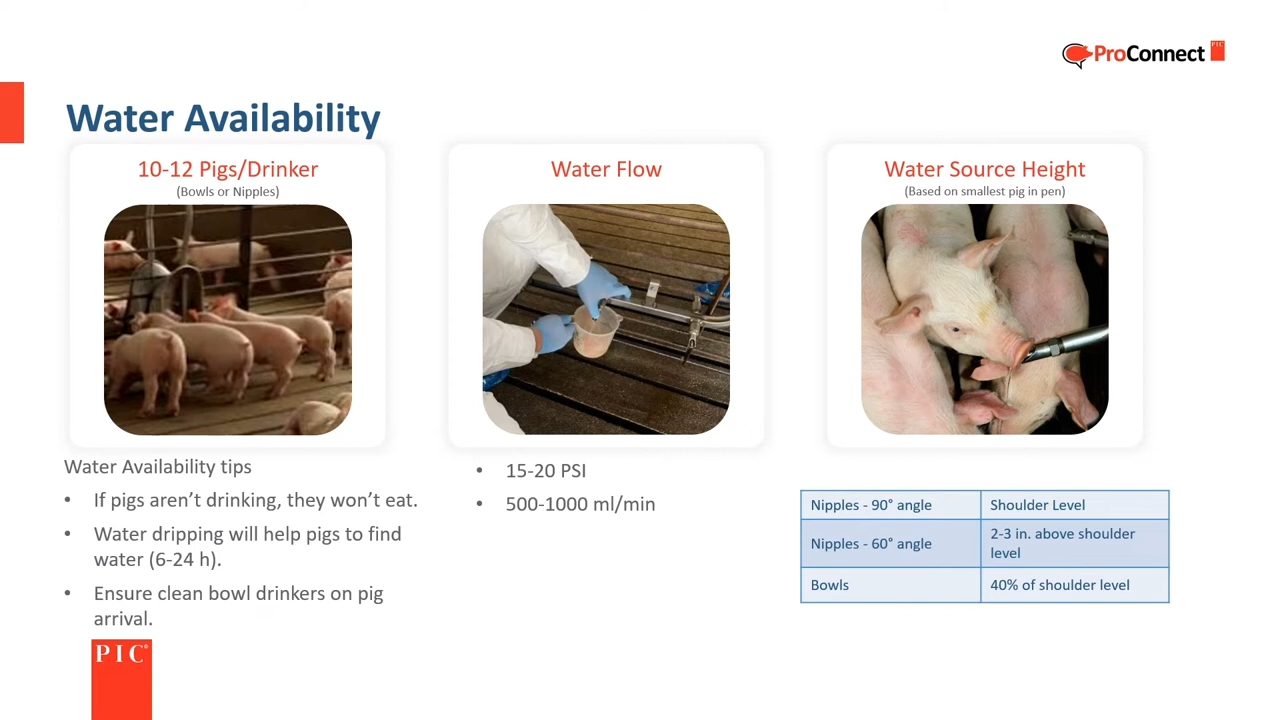 ProConnect PIC
Water Availability
10-12 Pigs/Drinker
(Bowls or Nipples)
Water Flow
Water Source Height
(Based on smallest pig in pen)
Water Availability tips
• If pigs aren’t drinking, they won’t eat.
• Water dripping will help pigs to find
water (6-24 h).
• Ensure clean bowl drinkers on pig
arrival.
• 15-20 PSI
• 500-1000 ml/min
Nipples - 90° angle Shoulder Level
Nipples - 60° angle 2-3 in. above shoulder
level
Bowls 40% of shoulder level
PIC®